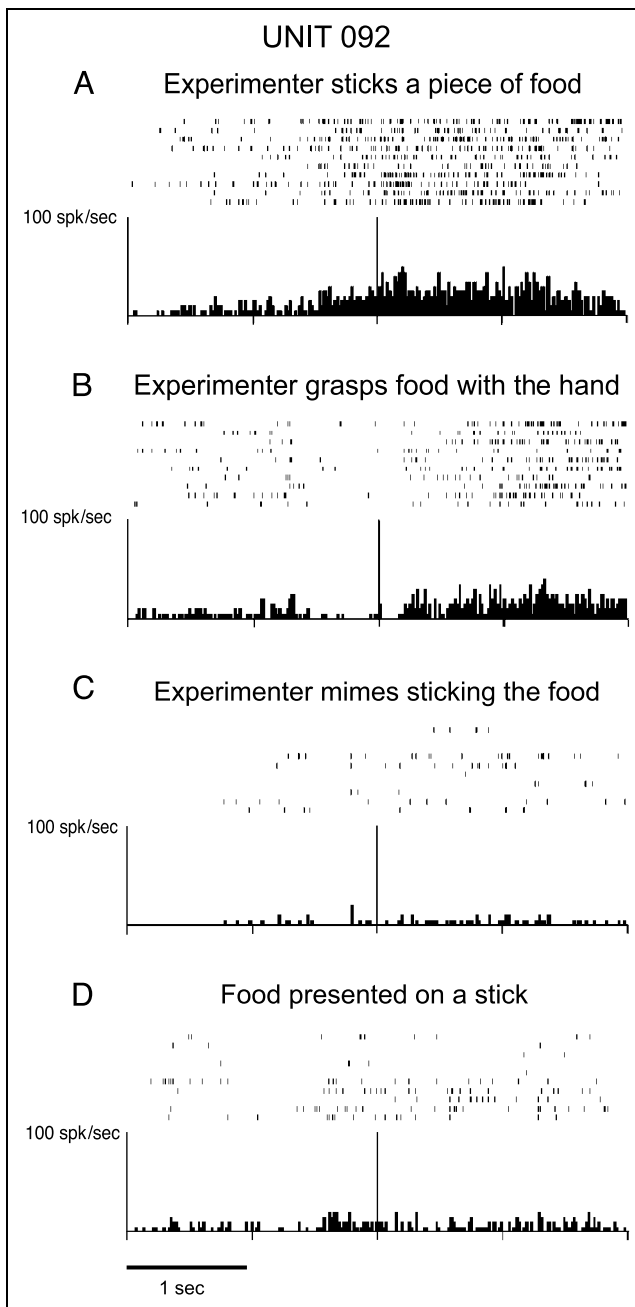 UNIT 092
A Experimenter sticks a piece of food
100 spk/sec
B Experimenter grasps food with the hand
100 spk/sec
C Experimenter mimes sticking the food
100 spk/sec
D Food presented on a stick
100 spk/sec
1 sec